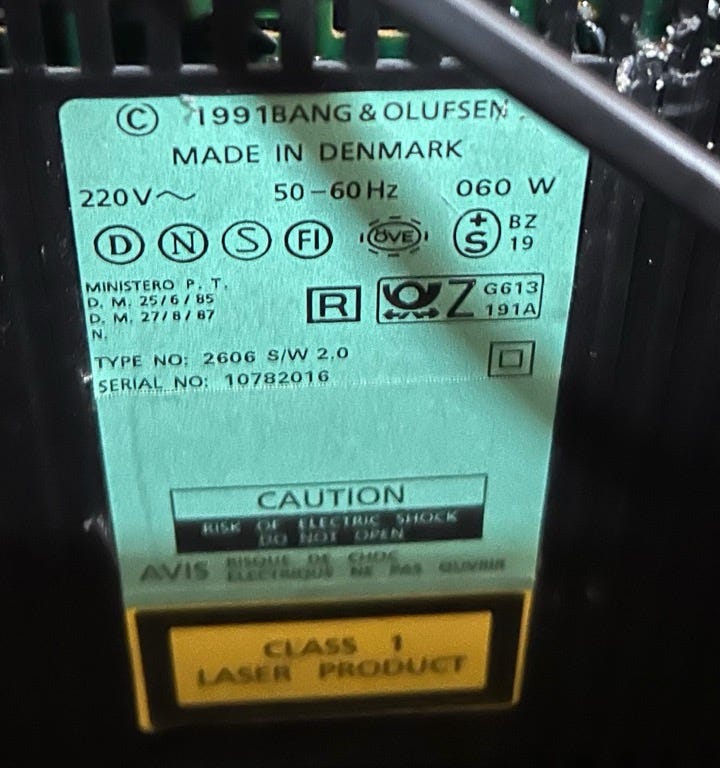 © 1991 BANG & OLUFSEN
MADE IN DENMARK
220V~ 50-60Hz 060 W
D N S FI ÖVE +S BZ 19
MINISTERO P. T.
D. M. 25/6/85
D. M. 27/8/87
N.
R Z G613 191A
TYPE NO: 2606 S/W 2.0
SERIAL NO: 10782016
CAUTION
RISK OF ELECTRIC SHOCK
DO NOT OPEN
AVIS RISQUE DE CHOC
ELECTRIQUE NE PAS OUVRIR
CLASS 1
LASER PRODUCT